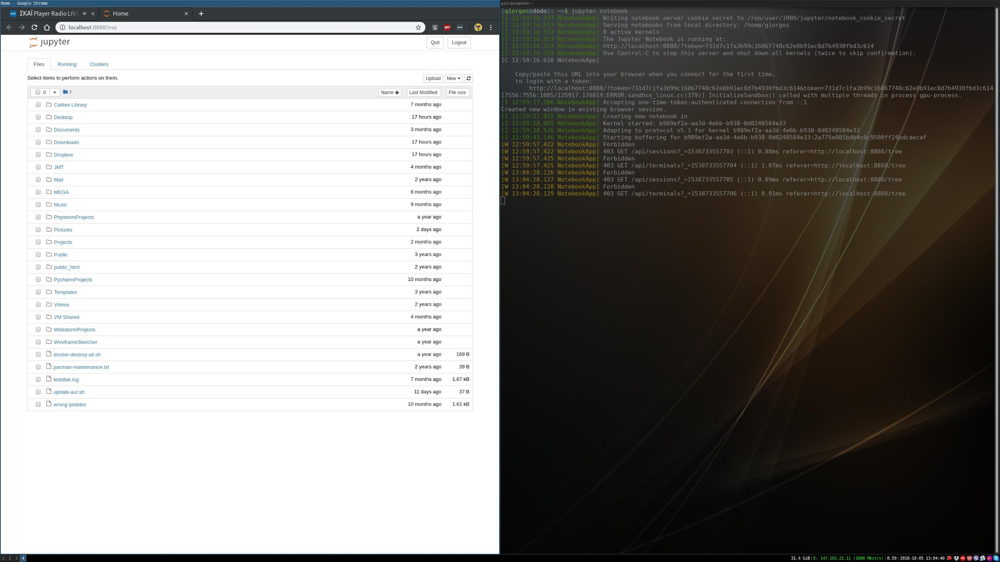 Home - Google Chrome
ΣΚΑΪ Player Radio LIVE
Home
localhost:8888/tree
ABP
jupyter
Quit
Logout
Files
Running
Clusters
Select items to perform actions on them.
Upload
New
0
/
Name
Last Modified
File size
Calibre Library 7 months ago
Desktop 17 hours ago
Documents 3 months ago
Downloads 17 hours ago
Dropbox 17 hours ago
JMT 4 months ago
Mail 2 years ago
MEGA 8 months ago
Music 9 months ago
PhpstormProjects a year ago
Pictures 2 days ago
Projects 2 months ago
Public 3 years ago
public_html 2 years ago
PycharmProjects 10 months ago
Templates 3 years ago
Videos 2 years ago
VM Shared 4 months ago
WebstormProjects a year ago
WireframeSketcher a year ago
docker-destroy-all.sh a year ago 169 B
pacman-maintenance.txt 2 years ago 39 B
testdisk.log 7 months ago 1.67 kB
update-aur.sh 11 days ago 37 B
wrong iptables 10 months ago 1.61 kB
giorgos@dodo:~
[giorgos@dodo]: ~>$ jupyter notebook
[I 12:59:16.237 NotebookApp] Writing notebook server cookie secret to /run/user/1000/jupyter/notebook_cookie_secret
[I 12:59:16.553 NotebookApp] Serving notebooks from local directory: /home/giorgos
[I 12:59:16.553 NotebookApp] 0 active kernels
[I 12:59:16.553 NotebookApp] The Jupyter Notebook is running at:
[I 12:59:16.553 NotebookApp] http://localhost:8888/?token=731d7c1fa3b99c16867748c62e8b91ec8d7b4930fbd3c614
[I 12:59:16.553 NotebookApp] Use Control-C to stop this server and shut down all kernels (twice to skip confirmation).
[C 12:59:16.618 NotebookApp]
Copy/paste this URL into your browser when you connect for the first time,
to login with a token:
http://localhost:8888/?token=731d7c1fa3b99c16867748c62e8b91ec8d7b4930fbd3c614&token=731d7c1fa3b99c16867748c62e8b91ec8d7b4930fbd3c614
[7556:7556:1005/125917.176819:ERROR:sandbox_linux.cc(379)] InitializeSandbox() called with multiple threads in process gpu-process.
[I 12:59:17.266 NotebookApp] Accepting one-time-token-authenticated connection from ::1
Created new window in existing browser session.
[I 12:59:27.015 NotebookApp] Creating new notebook in
[I 12:59:28.085 NotebookApp] Kernel started: b989ef2a-aa3d-4e6b-b938-0d0248584e33
[I 12:59:28.526 NotebookApp] Adapting to protocol v5.1 for kernel b989ef2a-aa3d-4e6b-b938-0d0248584e33
[I 12:59:41.146 NotebookApp] Starting buffering for b989ef2a-aa3d-4e6b-b938-0d0248584e33:2a775e085bdb4c0c9500ff24bdcaecaf
[W 12:59:57.422 NotebookApp] Forbidden
[W 12:59:57.422 NotebookApp] 403 GET /api/sessions?_=1538733557703 (::1) 0.88ms referer=http://localhost:8888/tree
[W 12:59:57.425 NotebookApp] Forbidden
[W 12:59:57.425 NotebookApp] 403 GET /api/terminals?_=1538733557704 (::1) 1.07ms referer=http://localhost:8888/tree
[W 13:04:28.126 NotebookApp] Forbidden
[W 13:04:28.127 NotebookApp] 403 GET /api/sessions?_=1538733557705 (::1) 0.89ms referer=http://localhost:8888/tree
[W 13:04:28.128 NotebookApp] Forbidden
[W 13:04:28.129 NotebookApp] 403 GET /api/terminals?_=1538733557706 (::1) 0.91ms referer=http://localhost:8888/tree
1 2 3 4
31.4 GiB|E: 147.102.22.12 (1000 Mbit/s)|0.59|2018-10-05 13:04:40